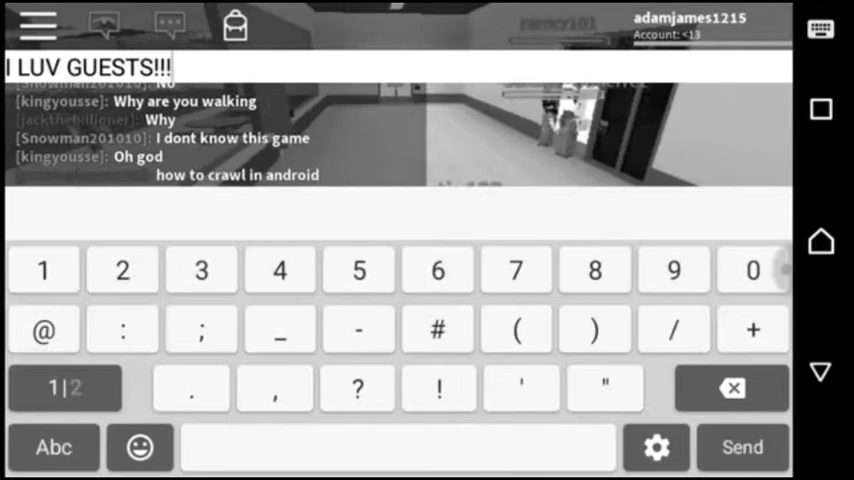 adamjames1215
Account: <13
I LUV GUESTS!!!
[Snowman201010]: No
[kingyousse]: Why are you walking
[jackthebillioner]: Why
[Snowman201010]: I dont know this game
[kingyousse]: Oh god
how to crawl in android
1 2 3 4 5 6 7 8 9 0
@ : ; _ - # ( ) / +
1|2 . , ? ! ' "
Abc Send